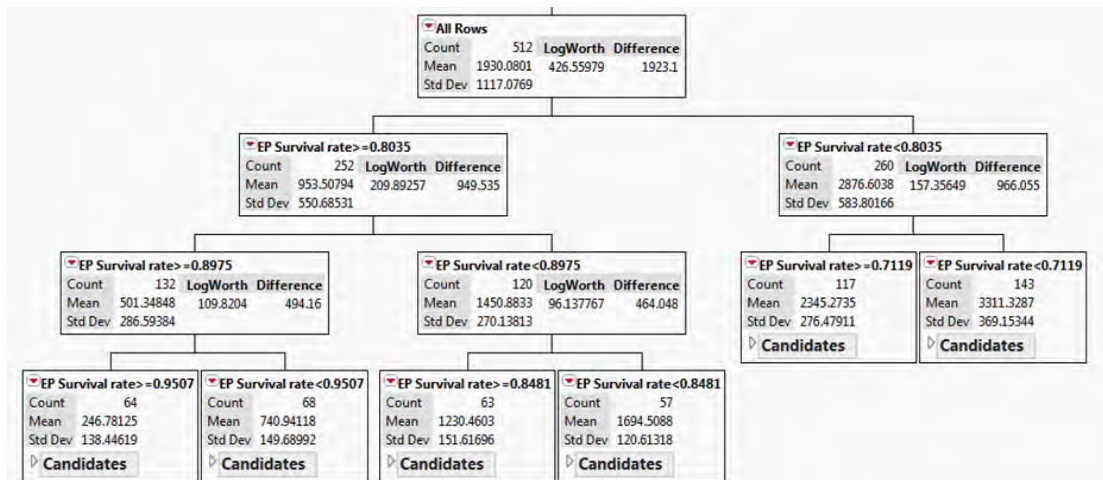 All Rows
Count 512 LogWorth Difference
Mean 1930.0801 426.55979 1923.1
Std Dev 1117.0769
EP Survival rate>=0.8035
Count 252 LogWorth Difference
Mean 953.50794 209.89257 949.535
Std Dev 550.68531
EP Survival rate<0.8035
Count 260 LogWorth Difference
Mean 2876.6038 157.35649 966.055
Std Dev 583.80166
EP Survival rate>=0.8975
Count 132 LogWorth Difference
Mean 501.34848 109.8204 494.16
Std Dev 286.59384
EP Survival rate<0.8975
Count 120 LogWorth Difference
Mean 1450.8833 96.137767 464.048
Std Dev 270.13813
EP Survival rate>=0.7119
Count 117
Mean 2345.2735
Std Dev 276.47911
Candidates
EP Survival rate<0.7119
Count 143
Mean 3311.3287
Std Dev 369.15344
Candidates
EP Survival rate>=0.9507
Count 64
Mean 246.78125
Std Dev 138.44619
Candidates
EP Survival rate<0.9507
Count 68
Mean 740.94118
Std Dev 149.68992
Candidates
EP Survival rate>=0.8481
Count 63
Mean 1230.4603
Std Dev 151.61696
Candidates
EP Survival rate<0.8481
Count 57
Mean 1694.5088
Std Dev 120.61318
Candidates